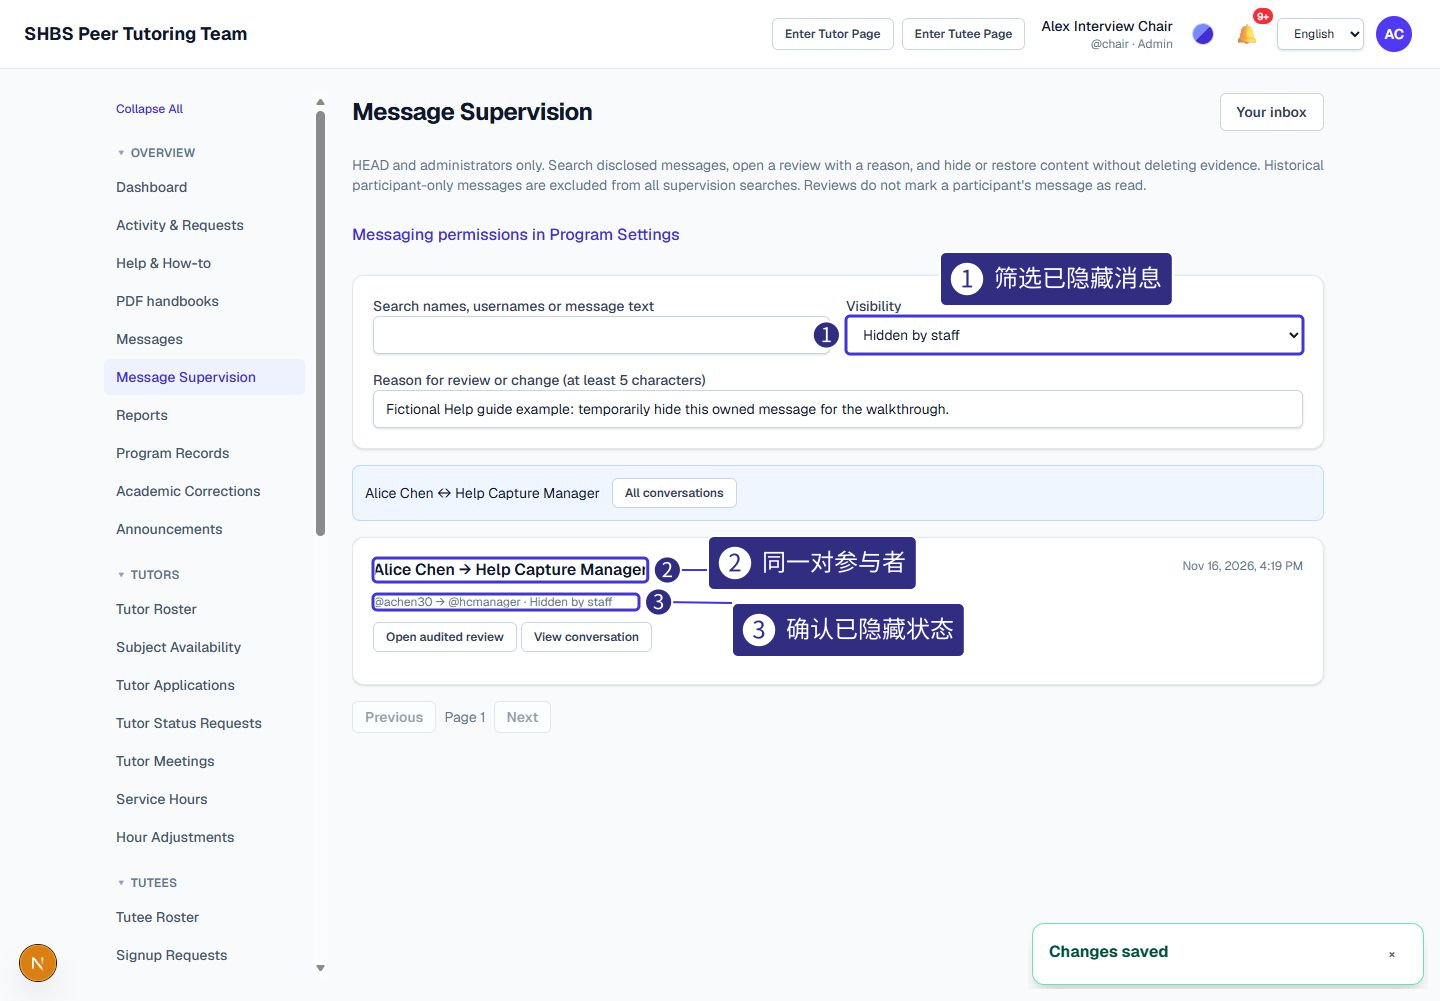 SHBS Peer Tutoring Team
Enter Tutor Page
Enter Tutee Page
Alex Interview Chair
@chair · Admin
9+
English
AC
Collapse All
OVERVIEW
Dashboard
Activity & Requests
Help & How-to
PDF handbooks
Messages
Message Supervision
Reports
Program Records
Academic Corrections
Announcements
TUTORS
Tutor Roster
Subject Availability
Tutor Applications
Tutor Status Requests
Tutor Meetings
Service Hours
Hour Adjustments
TUTEES
Tutee Roster
Signup Requests
N
Message Supervision
Your inbox
HEAD and administrators only. Search disclosed messages, open a review with a reason, and hide or restore content without deleting evidence. Historical
participant-only messages are excluded from all supervision searches. Reviews do not mark a participant's message as read.
Messaging permissions in Program Settings
1 筛选已隐藏消息
Search names, usernames or message text
Visibility
1
Hidden by staff
Reason for review or change (at least 5 characters)
Fictional Help guide example: temporarily hide this owned message for the walkthrough.
Alice Chen ↔ Help Capture Manager
All conversations
Alice Chen → Help Capture Manager
2
2 同一对参与者
Nov 16, 2026, 4:19 PM
@achen30 → @hcmanager · Hidden by staff
3
3 确认已隐藏状态
Open audited review
View conversation
Previous
Page 1
Next
Changes saved
×